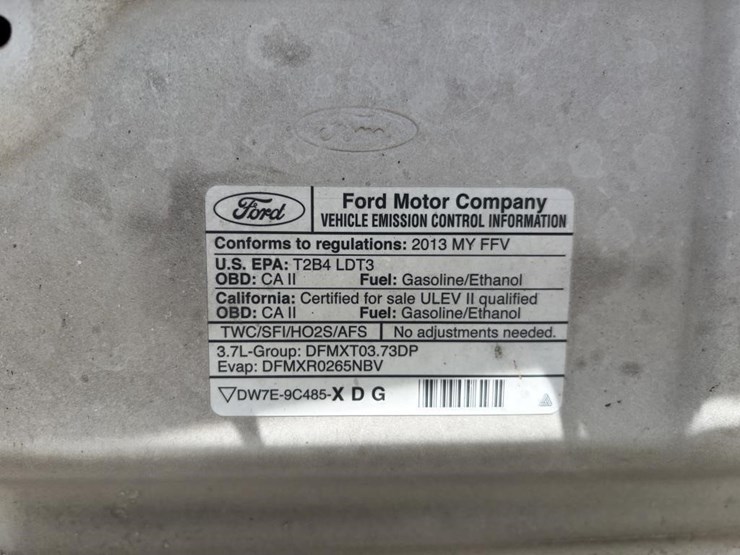 Ford
Ford
Ford Motor Company
VEHICLE EMISSION CONTROL INFORMATION
Conforms to regulations: 2013 MY FFV
U.S. EPA: T2B4 LDT3
OBD: CA II Fuel: Gasoline/Ethanol
California: Certified for sale ULEV II qualified
OBD: CA II Fuel: Gasoline/Ethanol
TWC/SFI/HO2S/AFS No adjustments needed.
3.7L-Group: DFMXT03.73DP
Evap: DFMXR0265NBV
▽DW7E-9C485-X D G